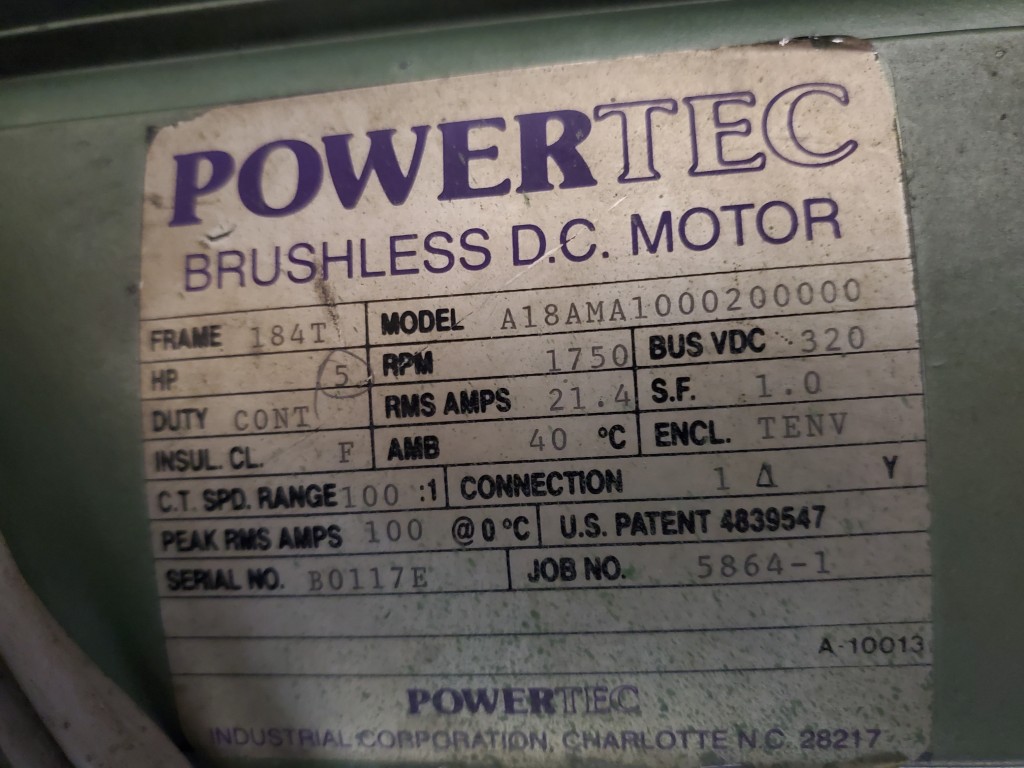 POWERTEC
BRUSHLESS D.C. MOTOR
FRAME 184T MODEL A18AMA1000200000
HP 5 RPM 1750 BUS VDC 320
DUTY CONT RMS AMPS 21.4 S.F. 1.0
INSUL. CL. F AMB 40 °C ENCL. TENV
C.T. SPD. RANGE 100 :1 CONNECTION 1 Δ Y
PEAK RMS AMPS 100 @ 0 °C U.S. PATENT 4839547
SERIAL NO. B0117E JOB NO. 5864-1
A-10013
POWERTEC
INDUSTRIAL CORPORATION, CHARLOTTE N.C. 28217